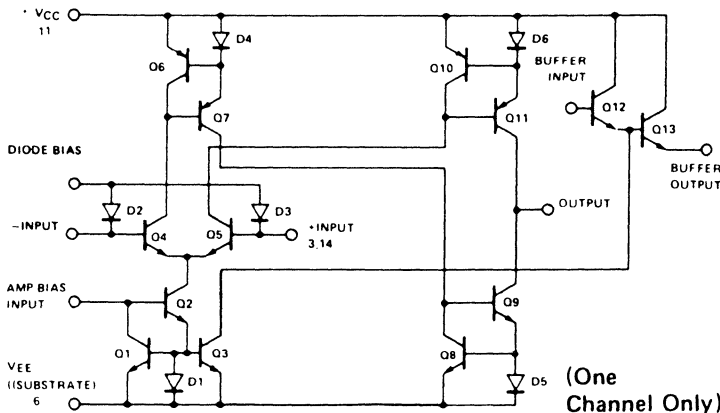 * VCC
11
D4
D6
Q6
Q10
BUFFER
INPUT
Q7
Q11
Q12
Q13
DIODE BIAS
BUFFER
OUTPUT
D2
D3
OUTPUT
-INPUT
Q4
Q5
+INPUT
3,14
AMP BIAS
INPUT
Q2
Q9
Q1
Q3
Q8
VEE
((SUBSTRATE)
6
D1
D5
(One
Channel Only)